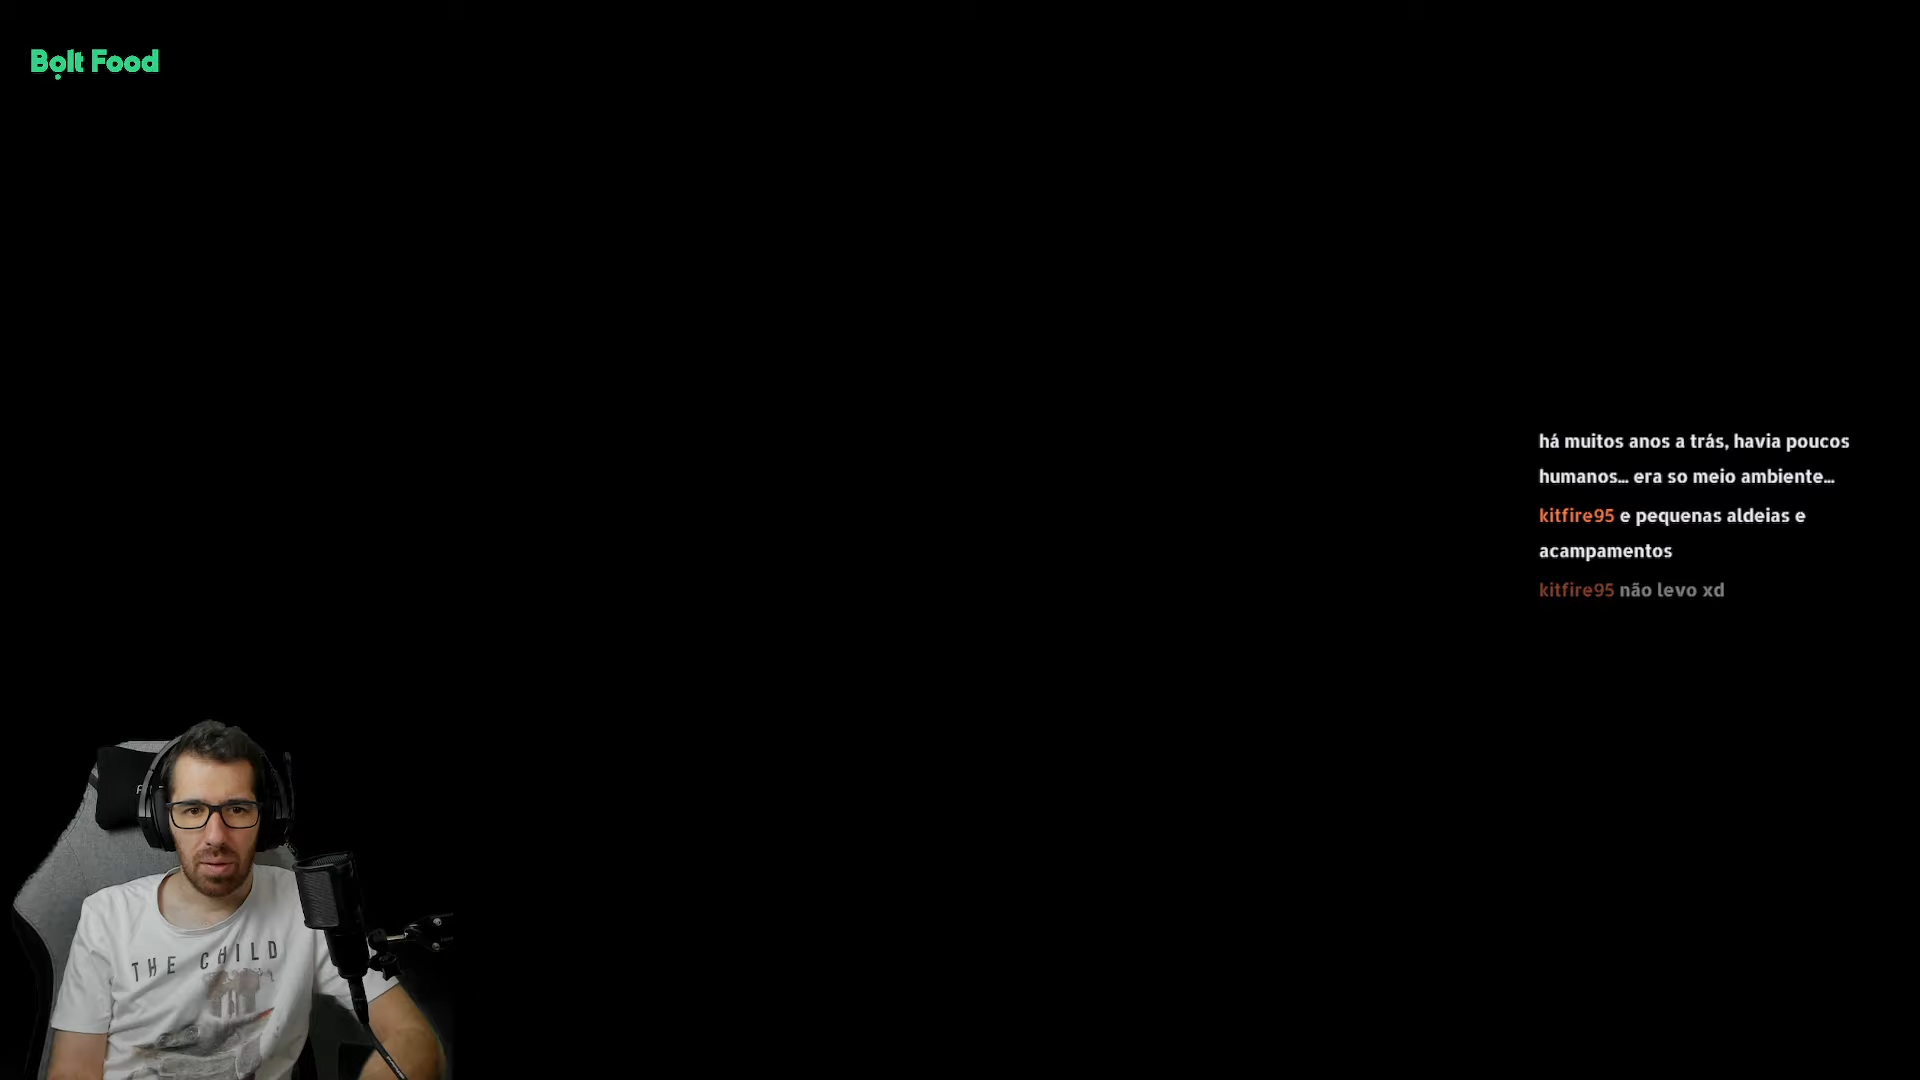 Bolt Food
há muitos anos a trás, havia poucos
humanos... era so meio ambiente...
kitfire95 e pequenas aldeias e
acampamentos
kitfire95 não levo xd
THE CHILD